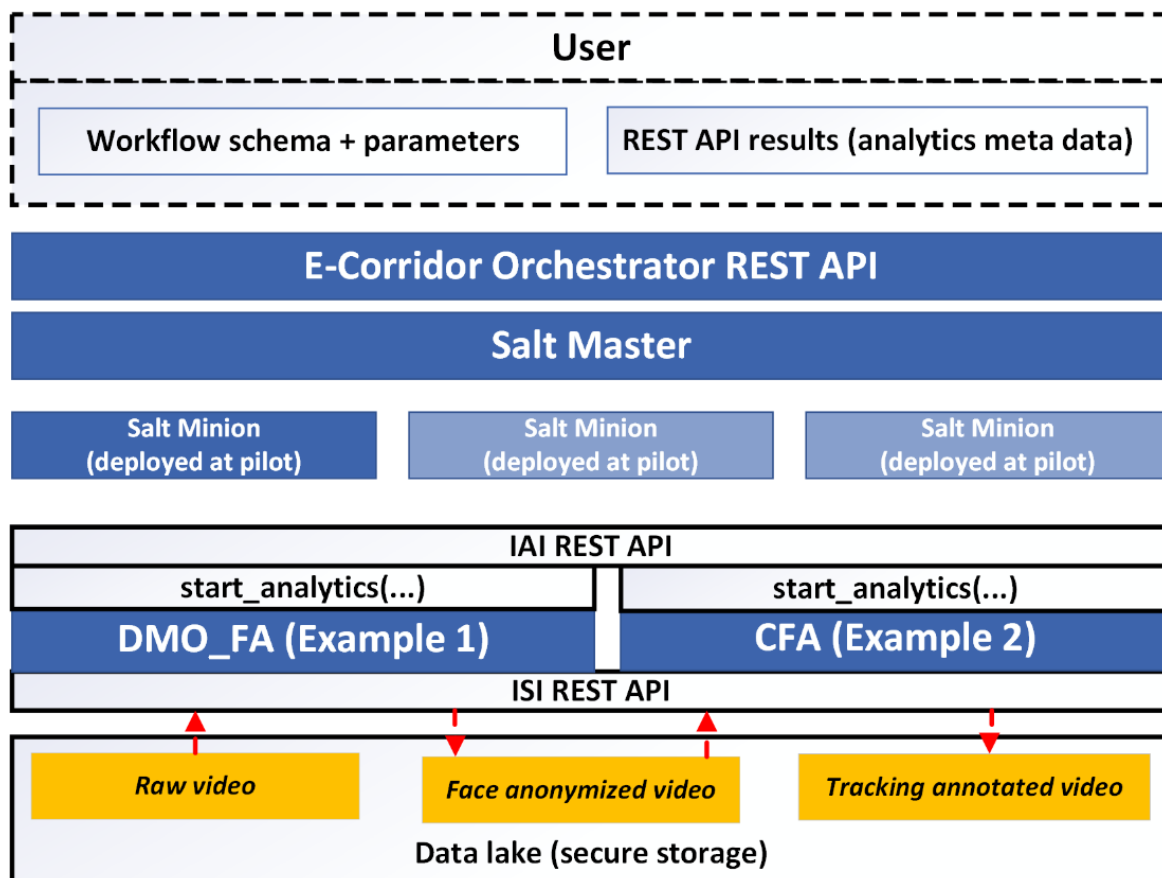 User
Workflow schema + parameters
REST API results (analytics meta data)
E-Corridor Orchestrator REST API
Salt Master
Salt Minion
(deployed at pilot)
Salt Minion
(deployed at pilot)
Salt Minion
(deployed at pilot)
IAI REST API
start_analytics(...)
start_analytics(...)
DMO_FA (Example 1)
CFA (Example 2)
ISI REST API
Raw video
Face anonymized video
Tracking annotated video
Data lake (secure storage)